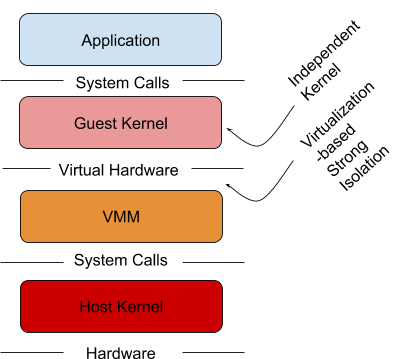 Application
System Calls
Guest Kernel
Virtual Hardware
VMM
System Calls
Host Kernel
Hardware
Independent
Kernel
Virtualization
-based
Strong
Isolation